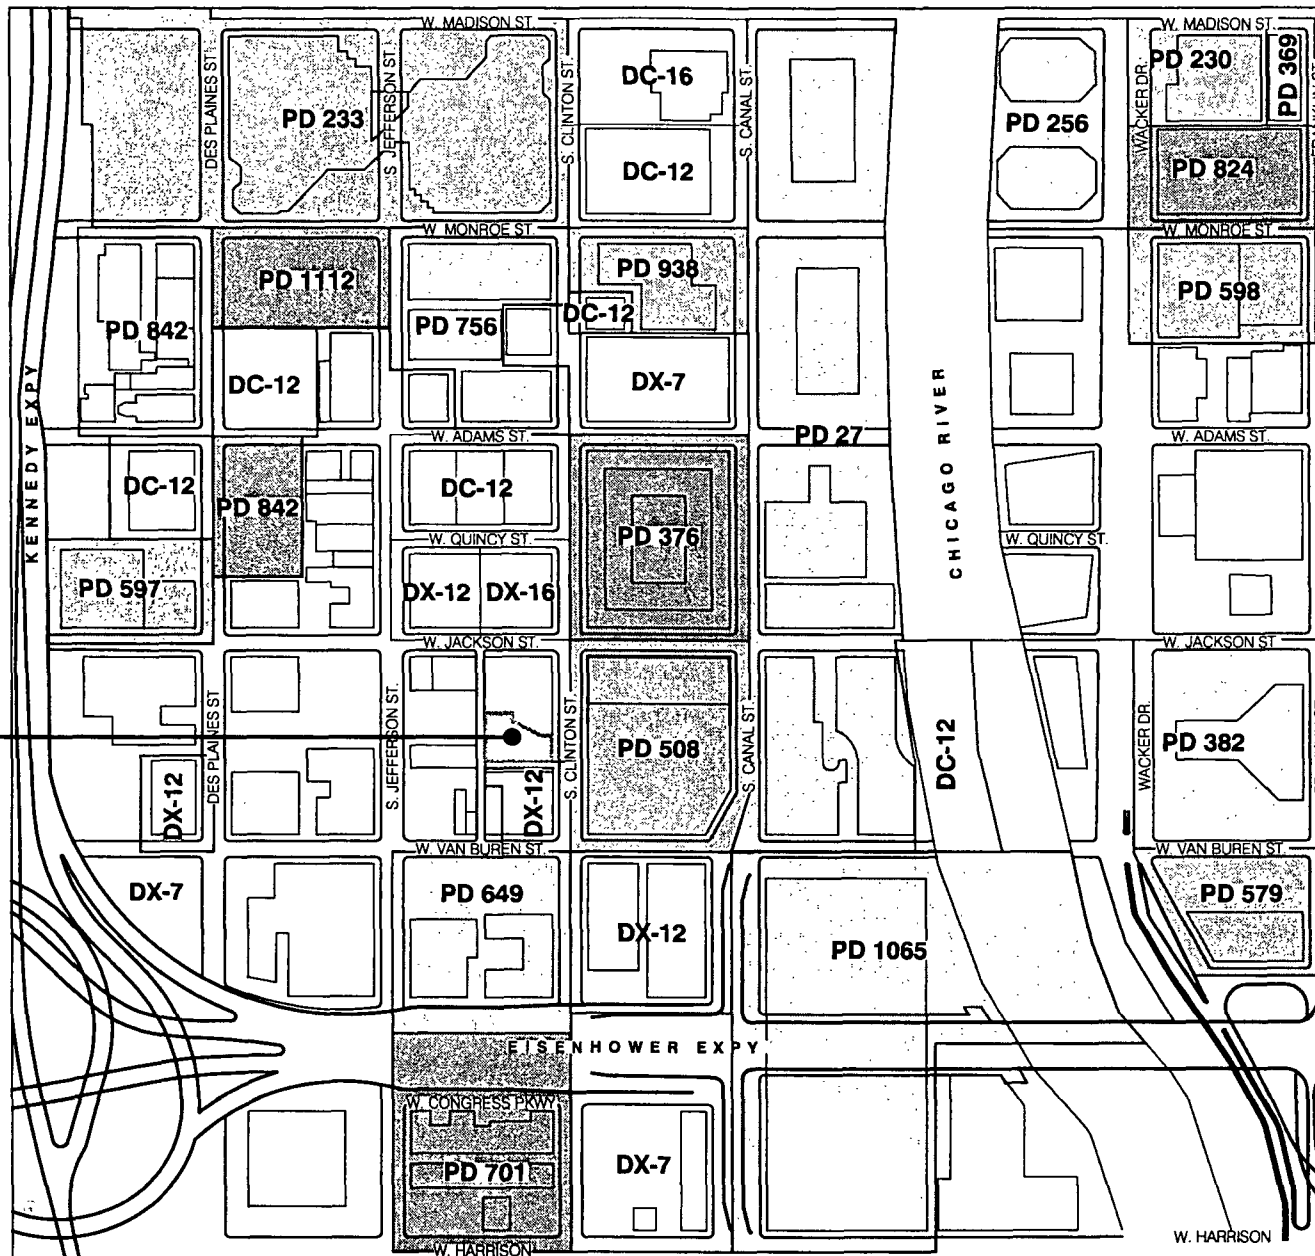 W. MADISON ST.
W. MADISON ST.
DES PLAINES ST
S. JEFFERSON ST.
S. CLINTON ST.
S. CANAL ST.
WACKER DR.
PD 233
DC-16
DC-12
PD 256
PD 230
PD 369
PD 824
W. MONROE ST.
W. MONROE ST.
PD 1112
PD 938
PD 842
PD 756
DC-12
PD 598
DC-12
DX-7
KENNEDY EXPY
CHICAGO RIVER
W. ADAMS ST.
PD 27
W. ADAMS ST.
DC-12
PD 842
DC-12
PD 376
W. QUINCY ST.
W. QUINCY ST.
PD 597
DX-12
DX-16
W. JACKSON ST.
W. JACKSON ST
DES PLAINES ST
S. JEFFERSON ST.
S. CLINTON ST.
S. CANAL ST.
WACKER DR.
PD 508
DC-12
PD 382
DX-12
DX-12
W. VAN BUREN ST.
W. VAN BUREN ST.
DX-7
PD 649
DX-12
PD 1065
PD 579
EISENHOWER EXPY
W. CONGRESS PKWY
PD 701
DX-7
W. HARRISON
W. HARRISON